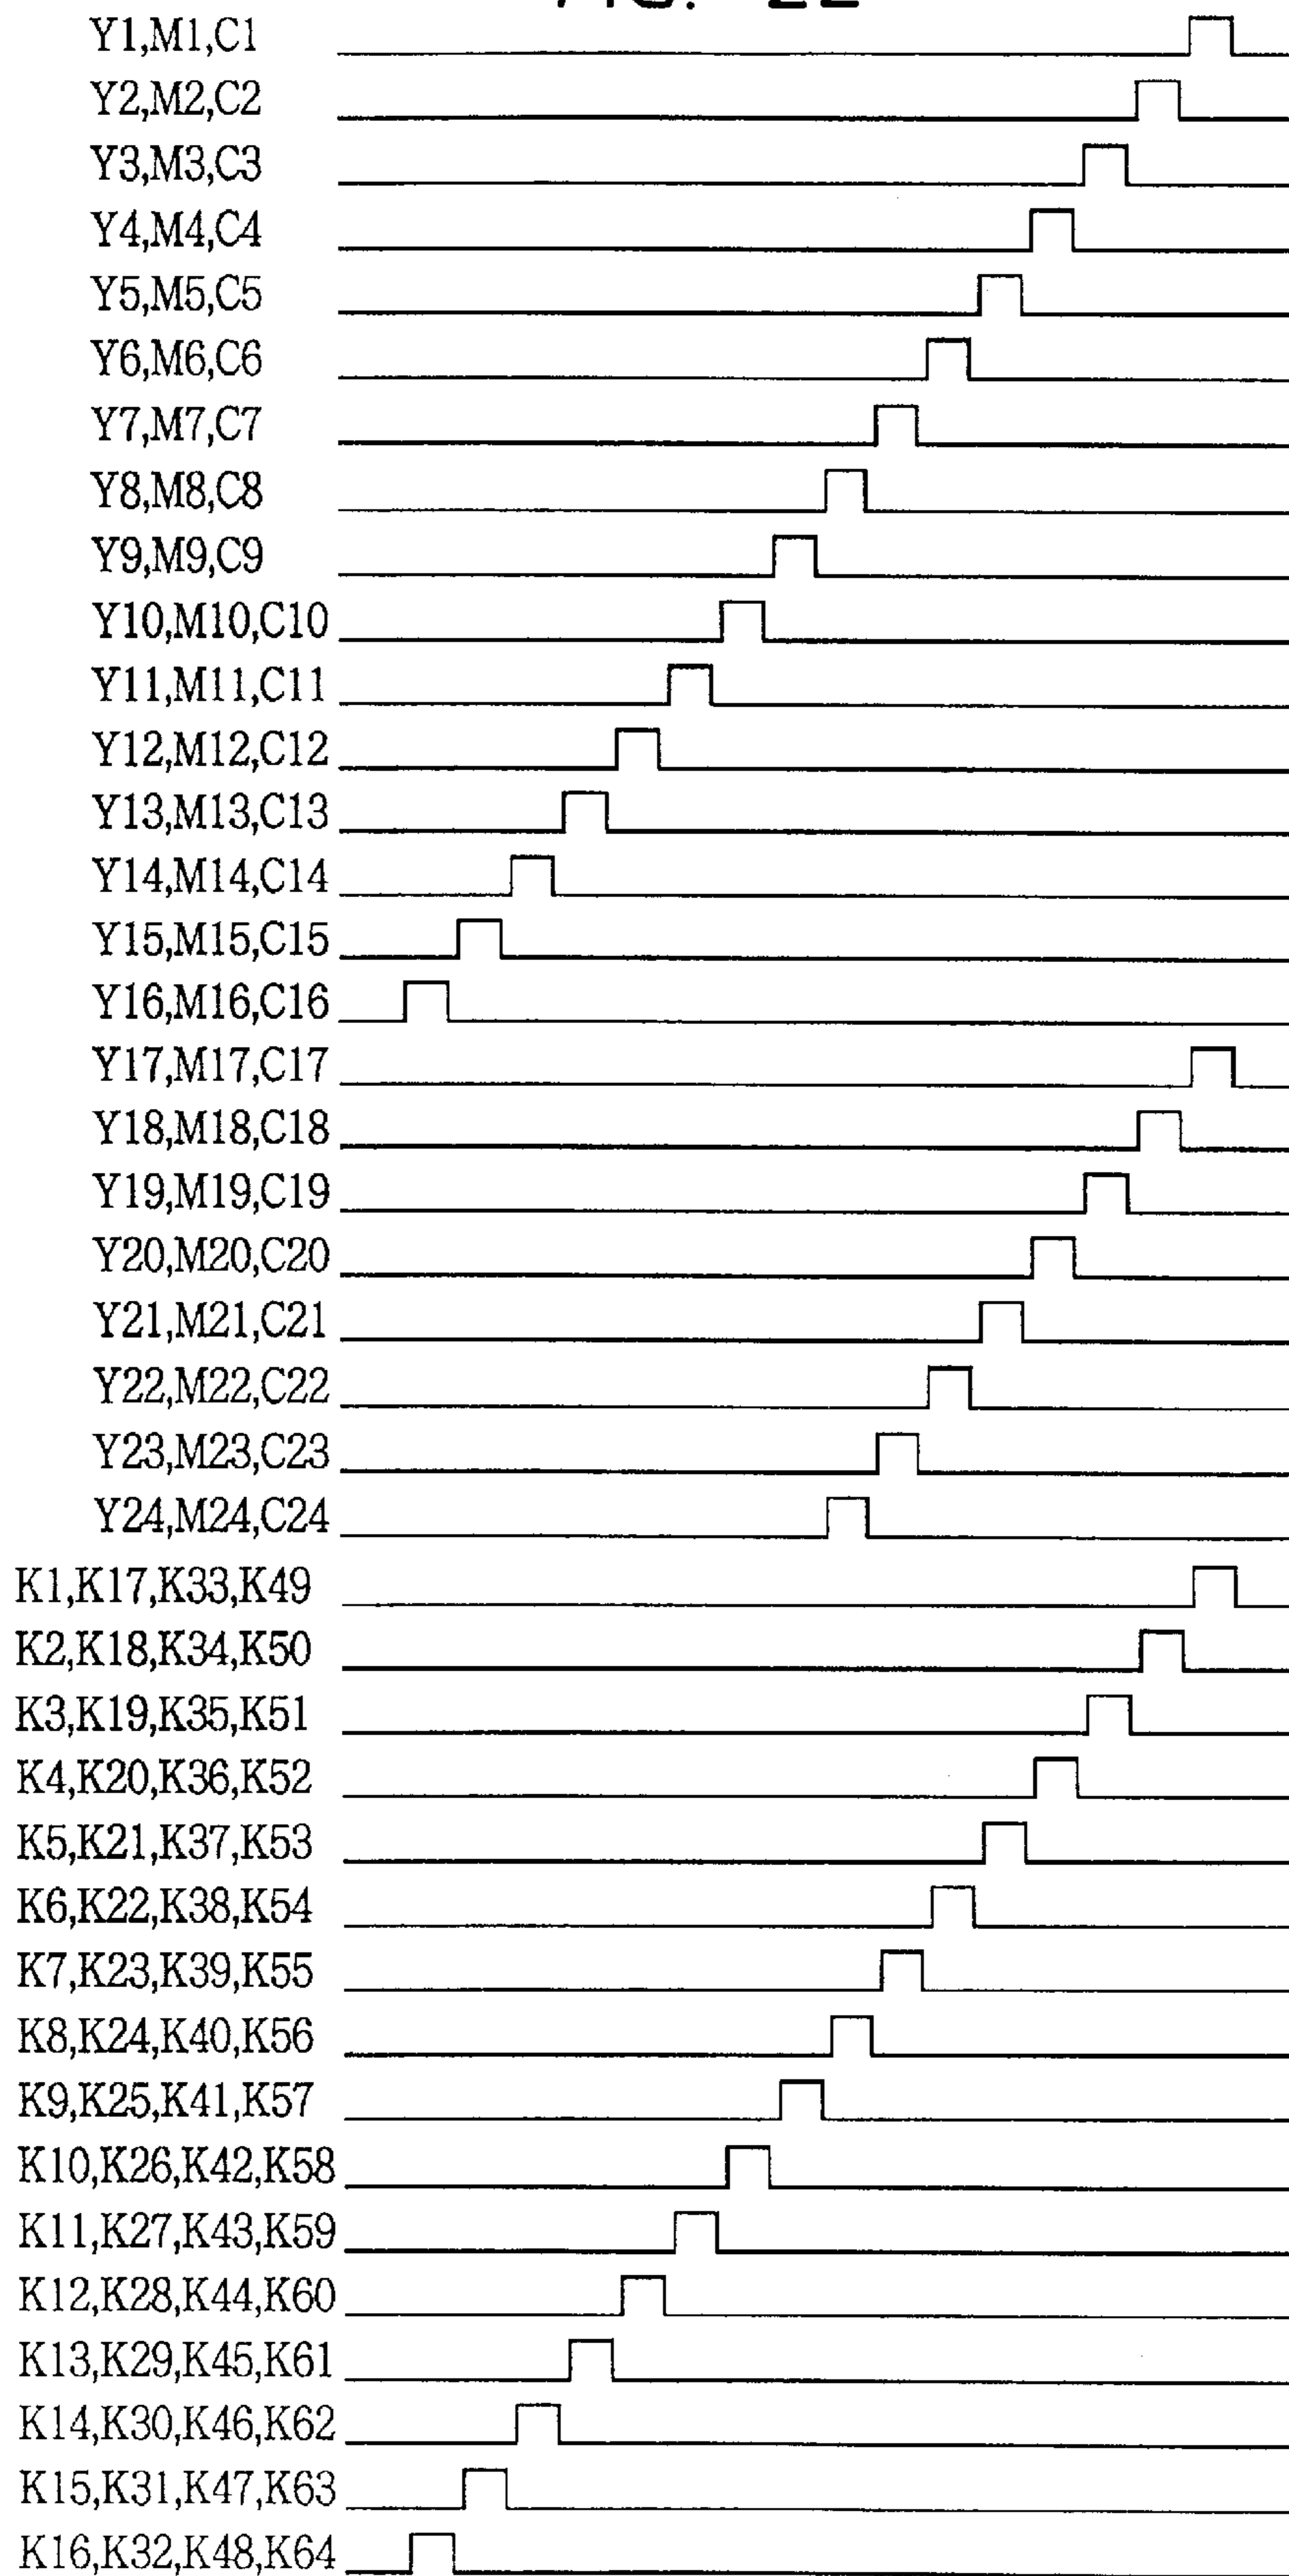 FIG. 22
Y1,M1,C1
Y2,M2,C2
Y3,M3,C3
Y4,M4,C4
Y5,M5,C5
Y6,M6,C6
Y7,M7,C7
Y8,M8,C8
Y9,M9,C9
Y10,M10,C10
Y11,M11,C11
Y12,M12,C12
Y13,M13,C13
Y14,M14,C14
Y15,M15,C15
Y16,M16,C16
Y17,M17,C17
Y18,M18,C18
Y19,M19,C19
Y20,M20,C20
Y21,M21,C21
Y22,M22,C22
Y23,M23,C23
Y24,M24,C24
K1,K17,K33,K49
K2,K18,K34,K50
K3,K19,K35,K51
K4,K20,K36,K52
K5,K21,K37,K53
K6,K22,K38,K54
K7,K23,K39,K55
K8,K24,K40,K56
K9,K25,K41,K57
K10,K26,K42,K58
K11,K27,K43,K59
K12,K28,K44,K60
K13,K29,K45,K61
K14,K30,K46,K62
K15,K31,K47,K63
K16,K32,K48,K64